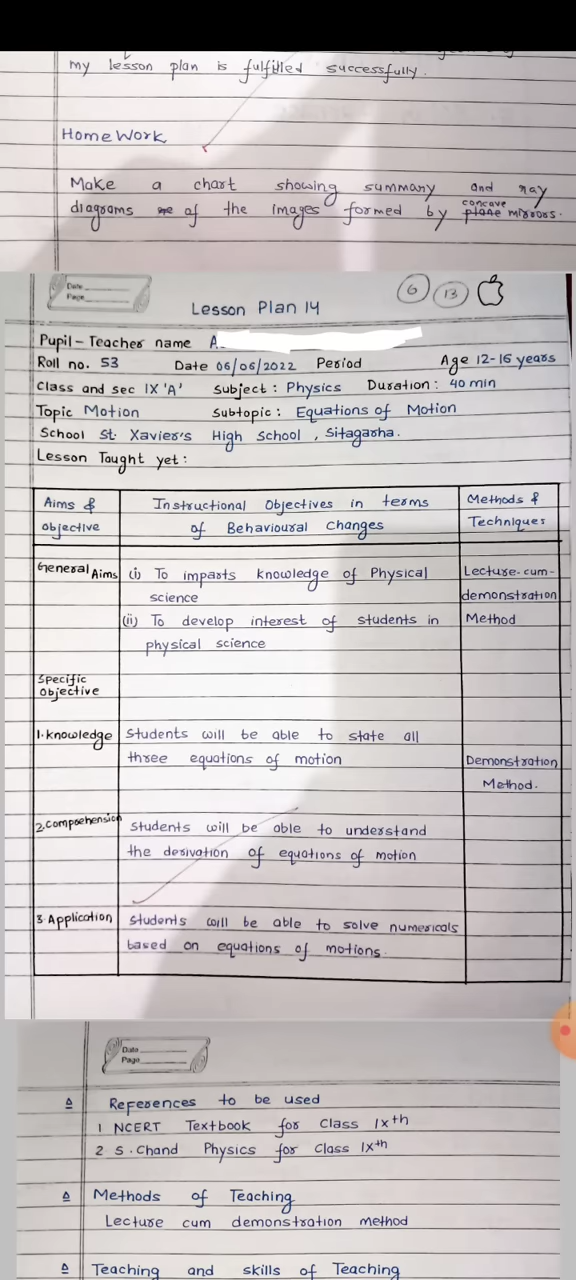 my lesson plan is fulfilled successfully.
Home Work
Make a chart showing summary and ray
diagrams of the images formed by concave plane mirrors.
Date
Page
6 13
Lesson Plan 14
Pupil-Teacher name A
Roll no. 53 Date 06/06/2022 Period Age 12-16 years
Class and sec IX 'A' Subject: Physics Duration: 40 min
Topic Motion Subtopic: Equations of Motion
School St. Xavier's High School, Sitagarha.
Lesson Taught yet:
Aims &
objective
Instructional Objectives in terms
of Behavioural Changes
Methods &
Techniques
General Aims
(i) To imparts knowledge of Physical
science
(ii) To develop interest of students in
physical science
Lecture-cum-
demonstration
Method
Specific
objective
1. knowledge
Students will be able to state all
three equations of motion
Demonstration
Method.
2. Comprehension
Students will be able to understand
the derivation of equations of motion
3. Application
Students will be able to solve numericals
based on equations of motions.
Date
Page
Δ References to be used
1 NCERT Textbook for Class IXth
2 S. Chand Physics for Class IXth
Δ Methods of Teaching
Lecture cum demonstration method
Δ Teaching and skills of Teaching